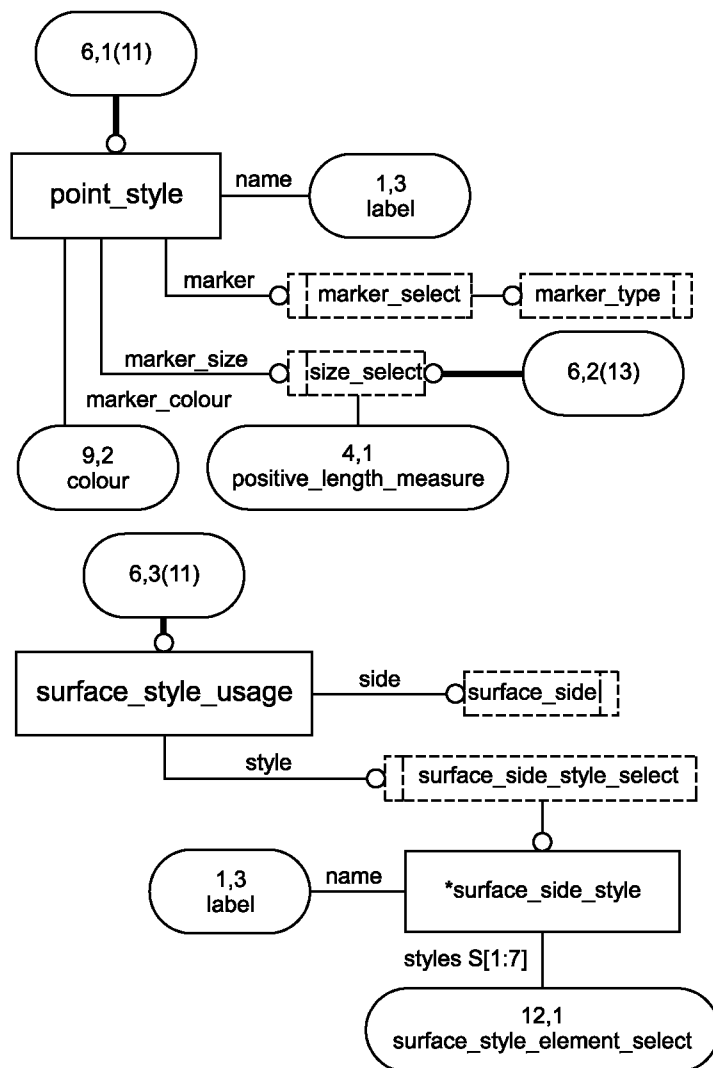 6,1(11)
point_style
name
1,3
label
marker
marker_select
marker_type
marker_size
size_select
6,2(13)
marker_colour
9,2
colour
4,1
positive_length_measure
6,3(11)
surface_style_usage
side
surface_side
style
surface_side_style_select
1,3
label
name
*surface_side_style
styles S[1:7]
12,1
surface_style_element_select